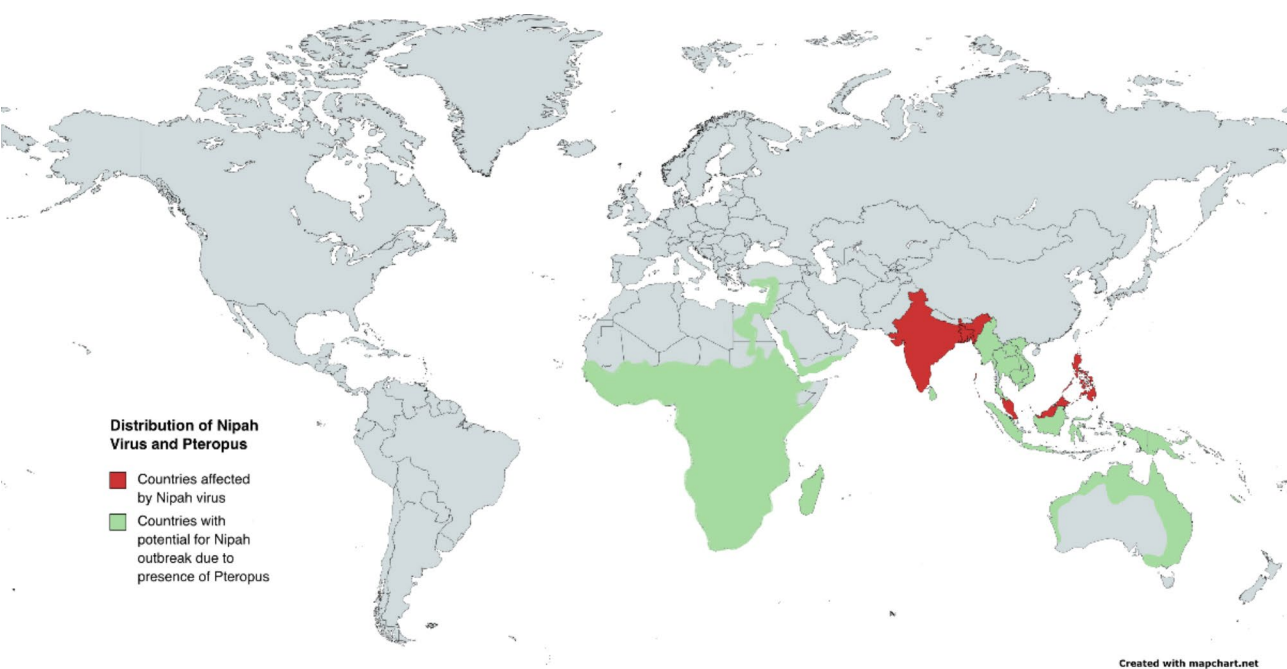 Distribution of Nipah
Virus and Pteropus
Countries affected
by Nipah virus
Countries with
potential for Nipah
outbreak due to
presence of Pteropus
Created with mapchart.net